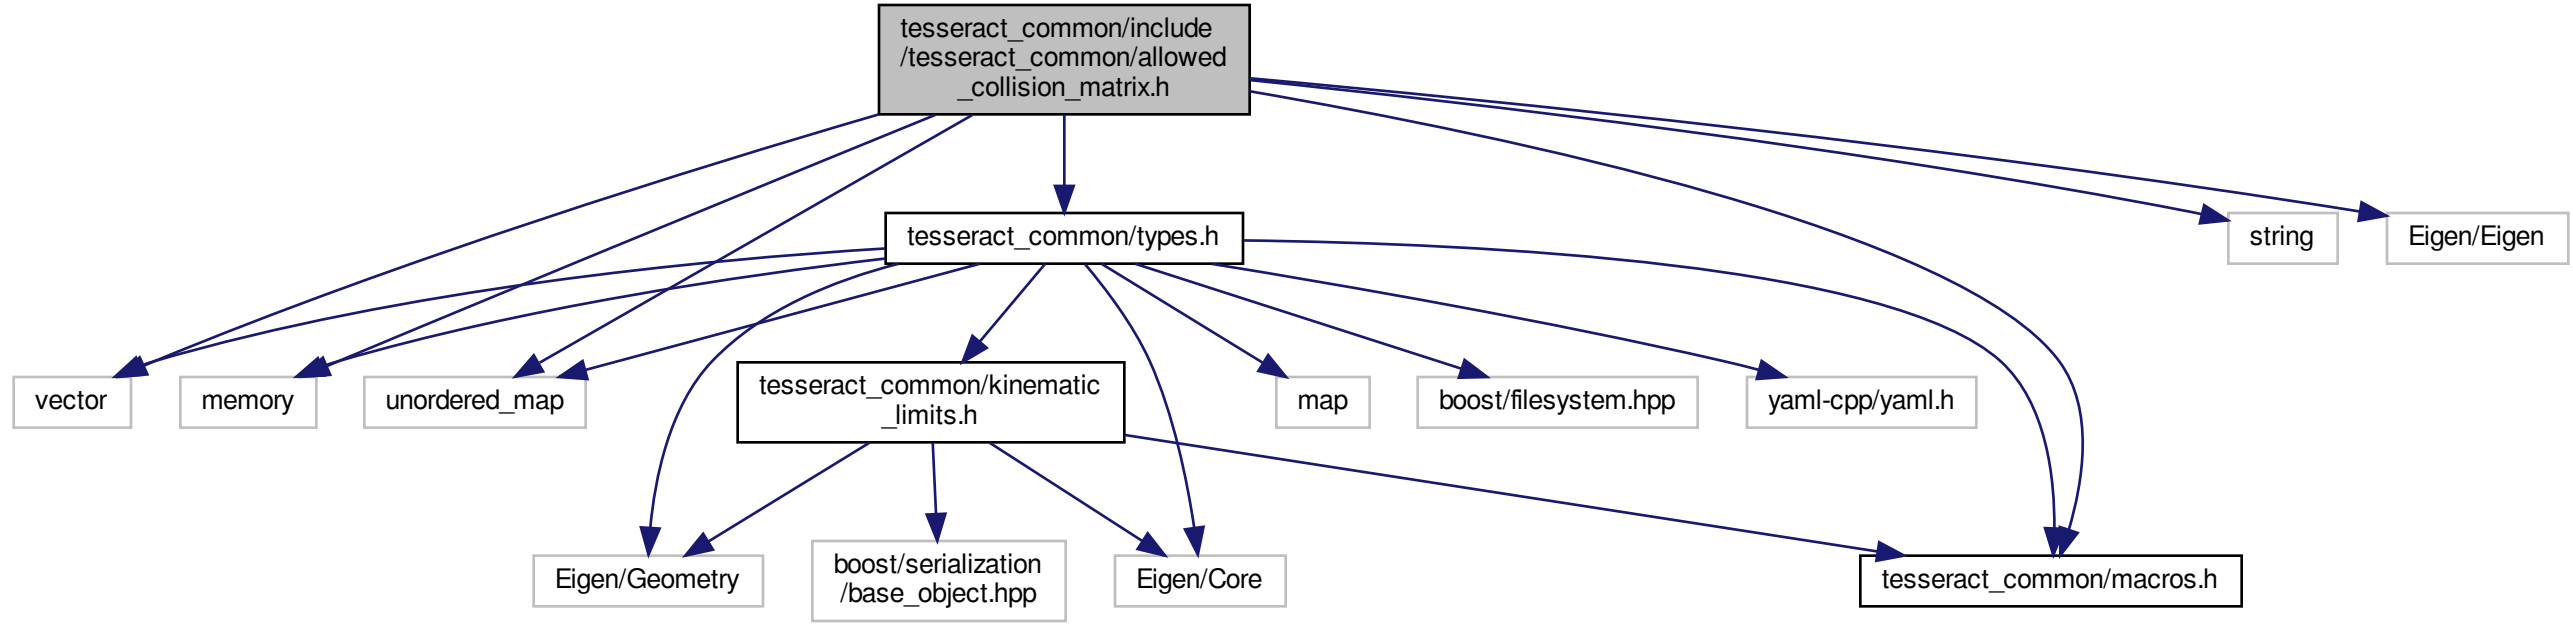 tesseract_common/include
/tesseract_common/allowed
_collision_matrix.h
tesseract_common/types.h
string
Eigen/Eigen
vector
memory
unordered_map
tesseract_common/kinematic
_limits.h
map
boost/filesystem.hpp
yaml-cpp/yaml.h
Eigen/Geometry
boost/serialization
/base_object.hpp
Eigen/Core
tesseract_common/macros.h